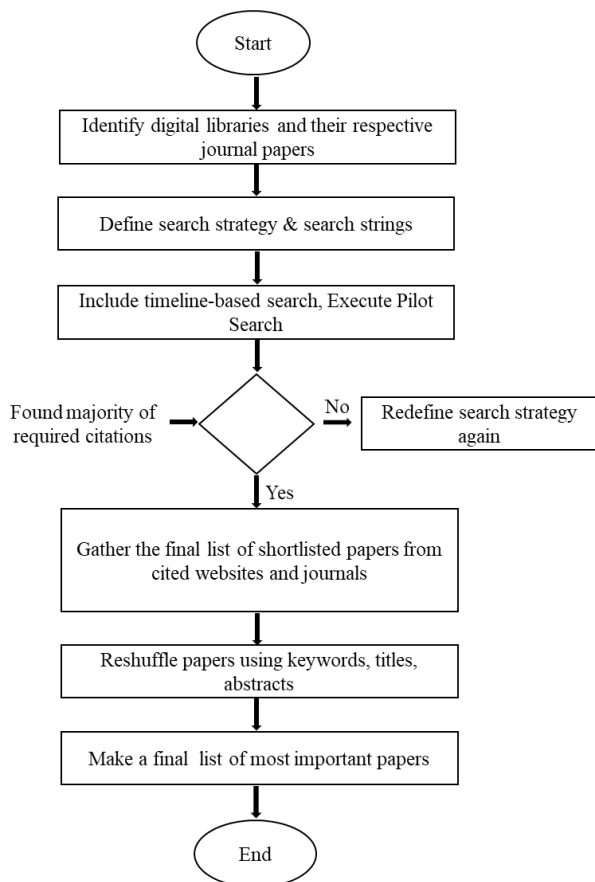 Start
Identify digital libraries and their respective
journal papers
Define search strategy & search strings
Include timeline-based search, Execute Pilot
Search
Found majority of
required citations
No
Redefine search strategy
again
Yes
Gather the final list of shortlisted papers from
cited websites and journals
Reshuffle papers using keywords, titles,
abstracts
Make a final list of most important papers
End